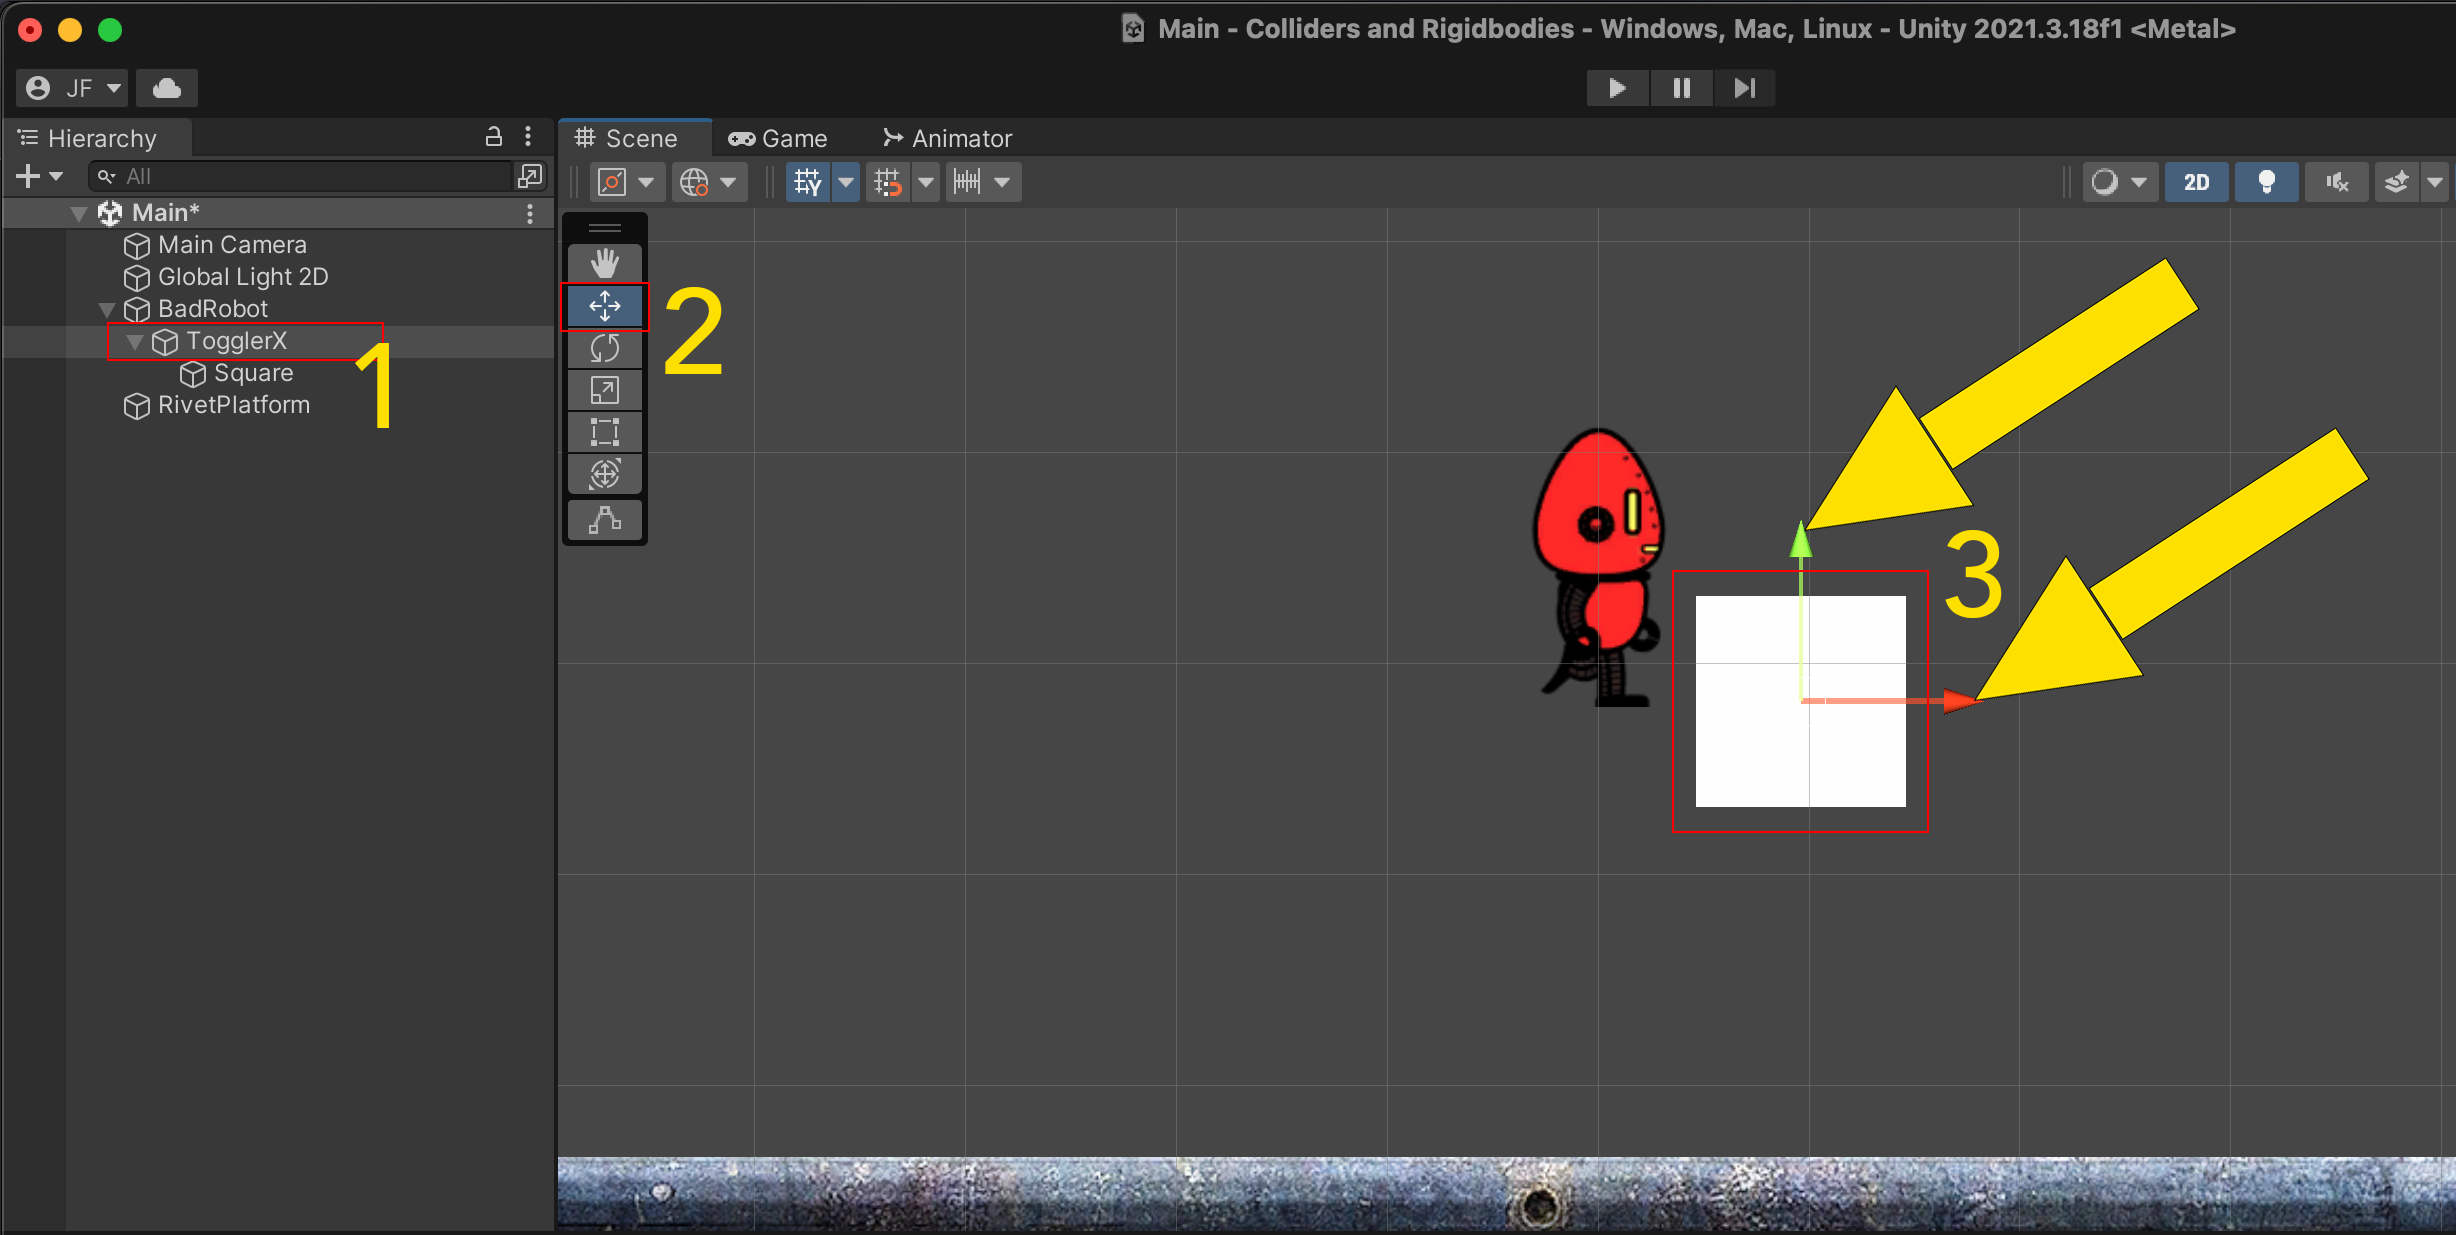 Main - Colliders and Rigidbodies - Windows, Mac, Linux - Unity 2021.3.18f1 <Metal>
JF
Hierarchy
Scene
Game
Animator
All
2D
Main*
Main Camera
Global Light 2D
BadRobot
TogglerX
Square
RivetPlatform
1
2
3